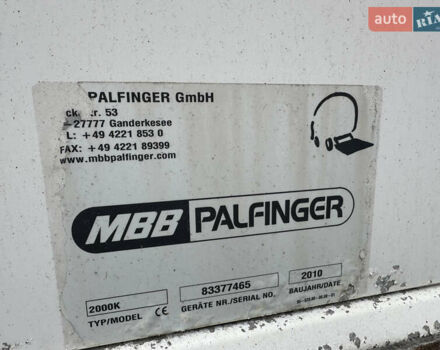 auto RIA
PALFINGER GmbH
r. 53
27777 Ganderkesee
L: +49 4221 853 0
FAX: +49 4221 89399
www.mbbpalfinger.com
MBB PALFINGER
2000K CE 83377465 2010
TYP/MODEL GERÄTE NR./SERIAL NO. BAUJAHR/DATE